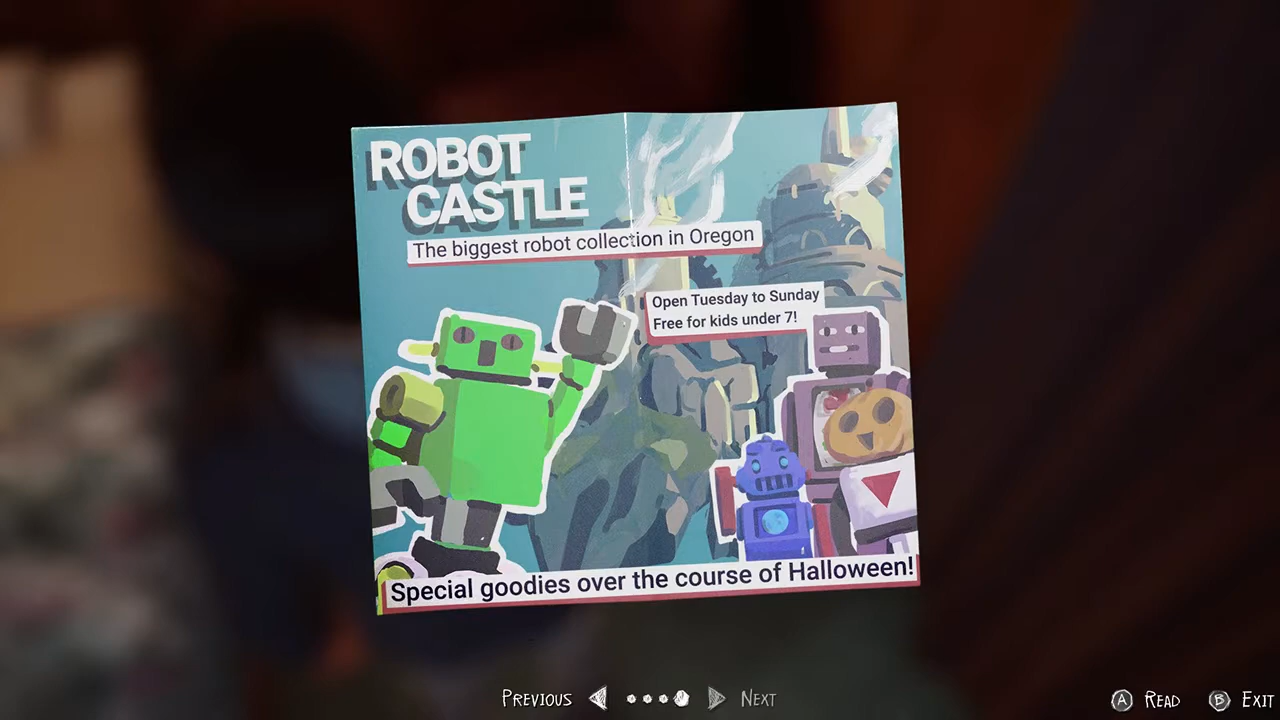 ROBOT
CASTLE
The biggest robot collection in Oregon
Open Tuesday to Sunday
Free for kids under 7!
Special goodies over the course of Halloween!
Previous
Next
A Read
B Exit